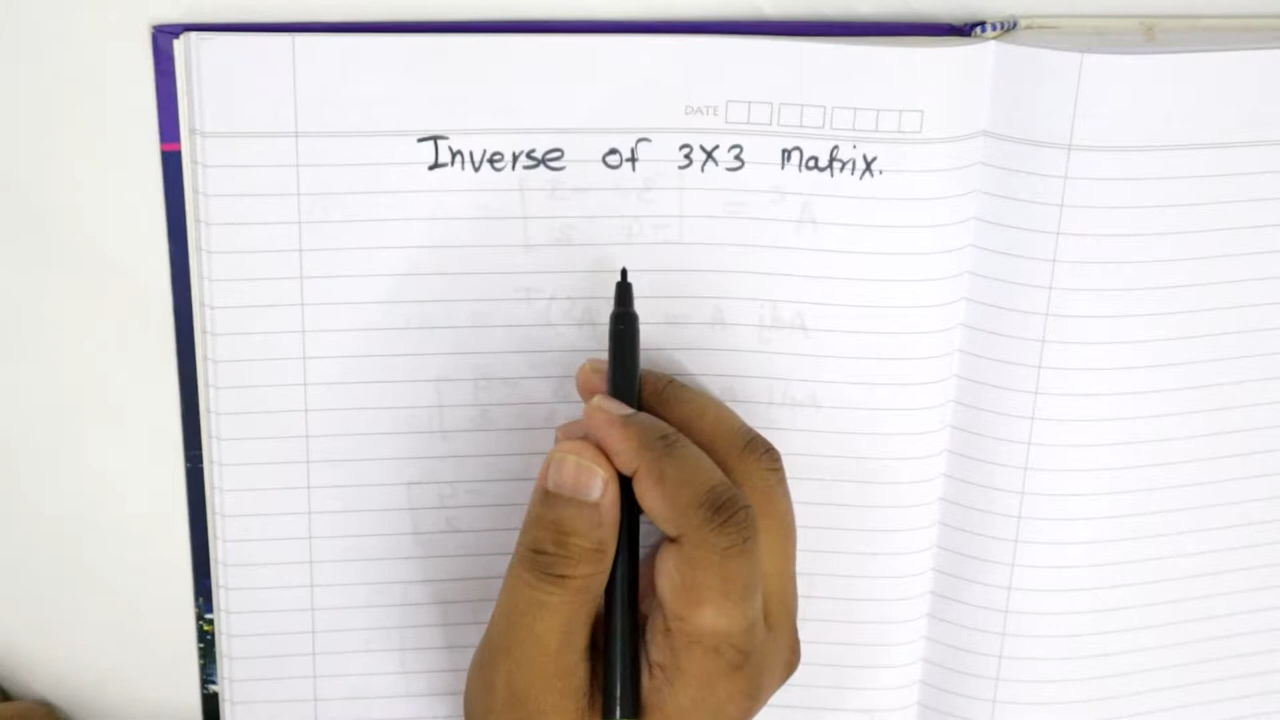 DATE
Inverse of 3X3 Matrix.